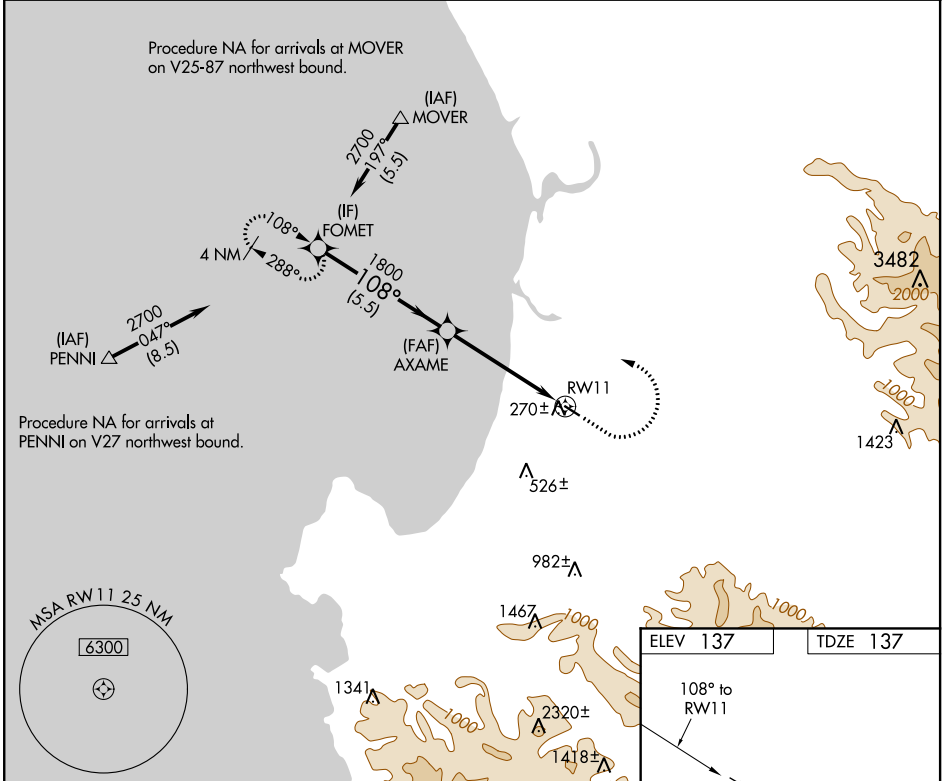 Procedure NA for arrivals at MOVER
on V25-87 northwest bound.
(IAF)
MOVER
2700
197°
(5.5)
(IF)
FOMET
108°
4 NM
288°
1800
108°
(5.5)
2700
047°
(8.5)
(IAF)
PENNI
(FAF)
AXAME
RW11
270±
3482
2000
1000
1423
Procedure NA for arrivals at
PENNI on V27 northwest bound.
526±
982±
1467
1000
1000
MSA RW11 25 NM
6300
1341
1000
2320±
1418±
ELEV 137
TDZE 137
108° to
RW11